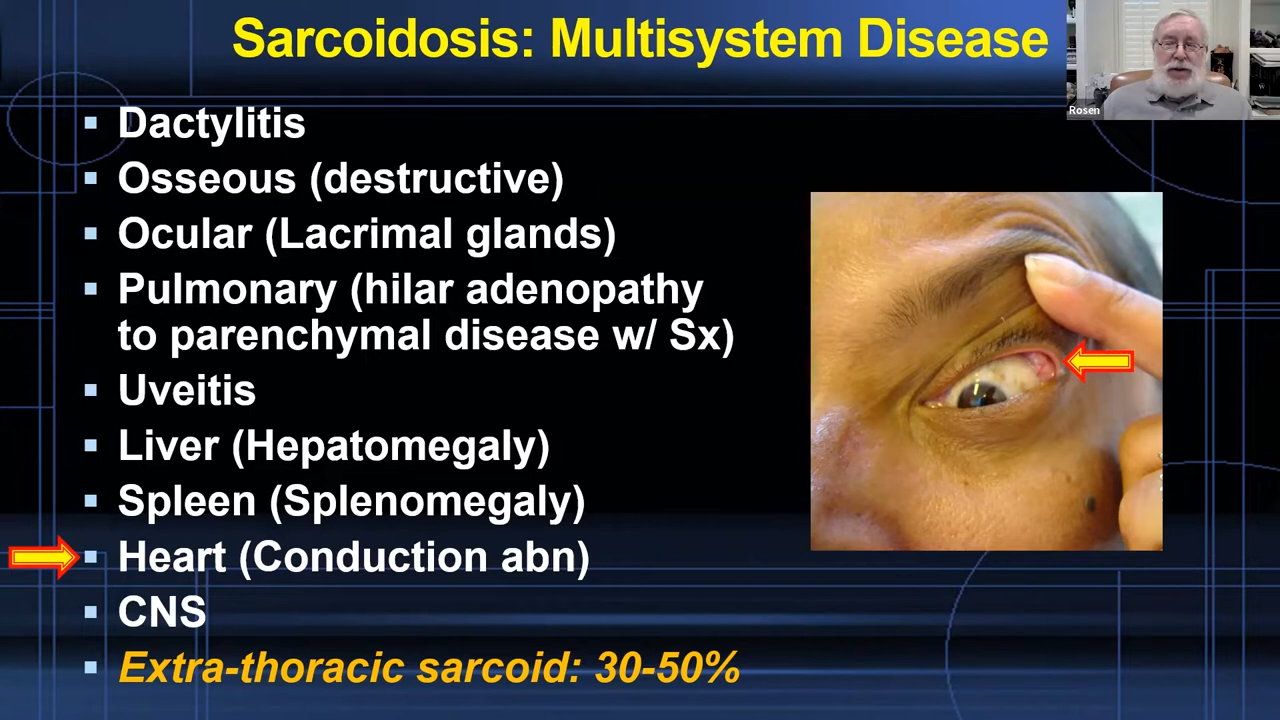 Sarcoidosis: Multisystem Disease
Rosen
▪ Dactylitis
▪ Osseous (destructive)
▪ Ocular (Lacrimal glands)
▪ Pulmonary (hilar adenopathy
to parenchymal disease w/ Sx)
▪ Uveitis
▪ Liver (Hepatomegaly)
▪ Spleen (Splenomegaly)
▪ Heart (Conduction abn)
▪ CNS
▪ Extra-thoracic sarcoid: 30-50%